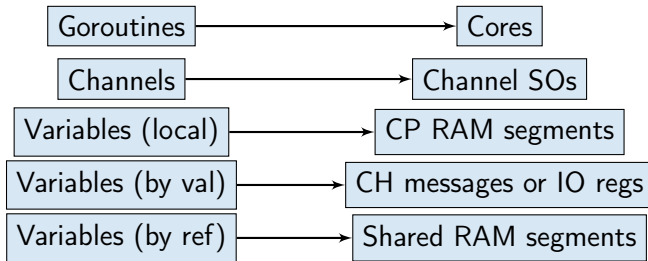 Goroutines Cores
Channels Channel SOs
Variables (local) CP RAM segments
Variables (by val) CH messages or IO regs
Variables (by ref) Shared RAM segments